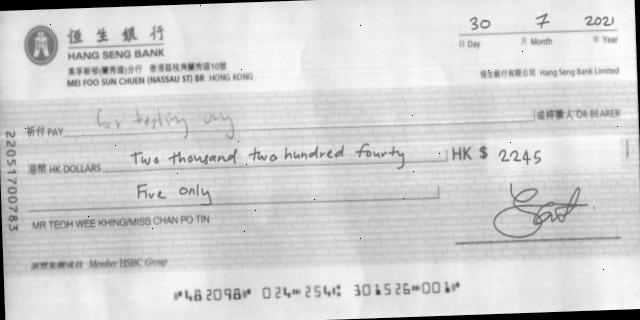 恒生銀行
HANG SENG BANK
美孚新邨(蘭秀道)分行 香港荔枝角蘭秀道10號
MEI FOO SUN CHUEN (NASSAU ST) BR HONG KONG
30 7 2021
日 Day 月 Month 年 Year
恒生銀行有限公司 Hang Seng Bank Limited
祈付 PAY for testing only 或持票人 OR BEARER
港幣 HK DOLLARS Two thousand two hundred fourty HK $ 2245
Five only
MR TEOH WEE KHING/MISS CHAN PO TIN
滙豐集團成員 Member HSBC Group
⑈482098⑈ 024⑉254⑆ 301526⑉001⑈
22051700783